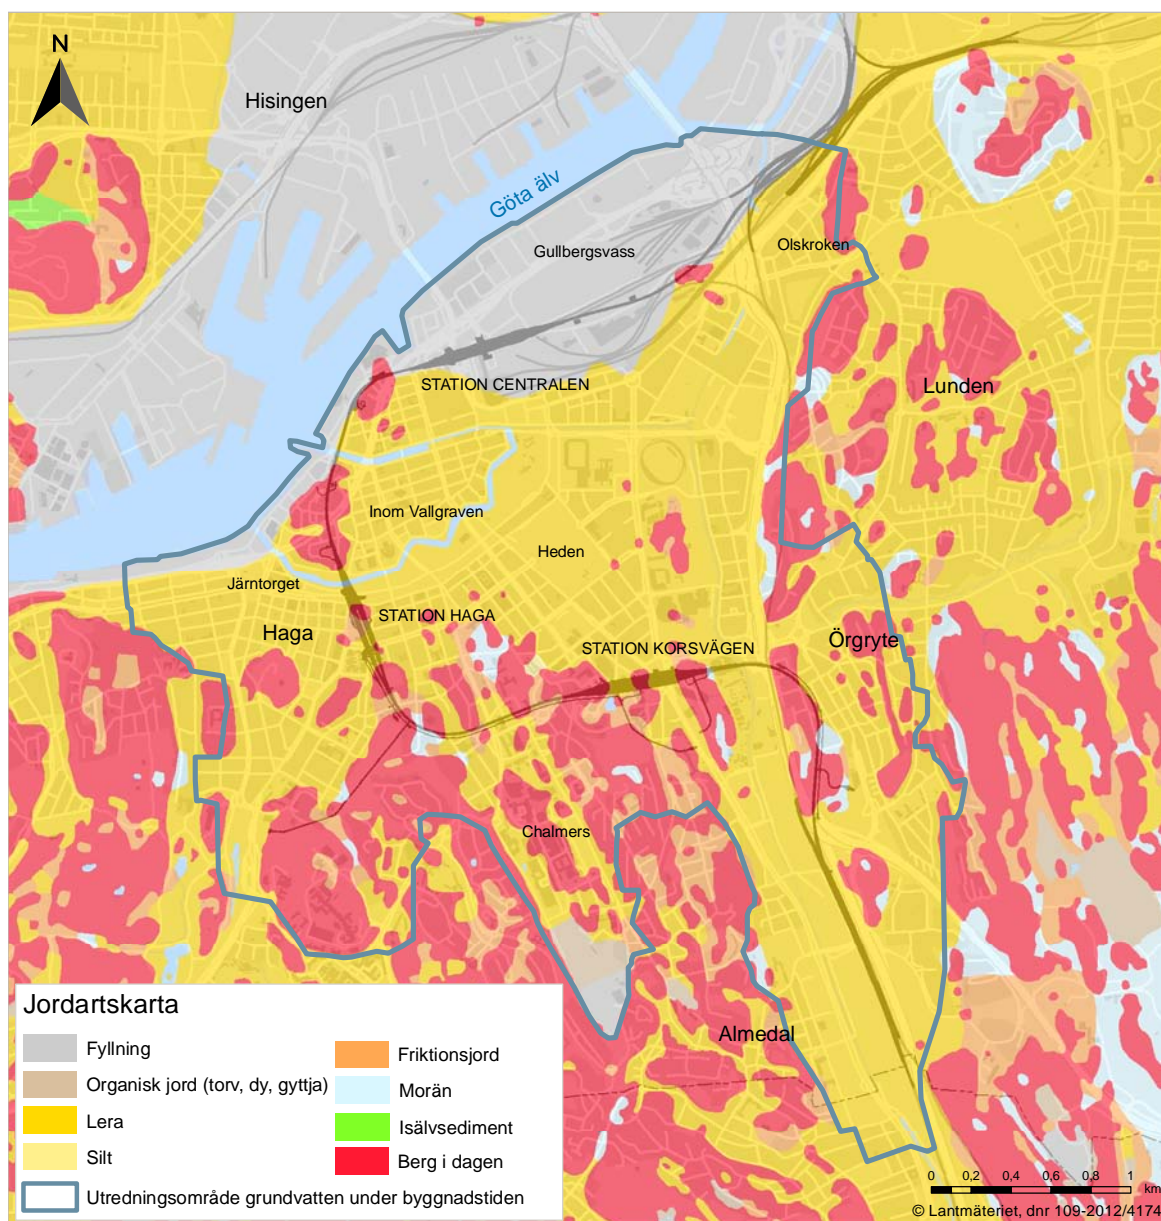 N
Hisingen
Göta älv
Gullbergsvass
Olskroken
STATION CENTRALEN
Lunden
Inom Vallgraven
Heden
Järntorget
STATION HAGA
Haga
STATION KORSVÄGEN
Örgryte
Chalmers
Almedal
Jordartskarta
Fyllning
Organisk jord (torv, dy, gyttja)
Lera
Silt
Friktionsjord
Morän
Isälvsediment
Berg i dagen
Utredningsområde grundvatten under byggnadstiden
0 0,2 0,4 0,6 0,8 1
km
© Lantmäteriet, dnr 109-2012/4174